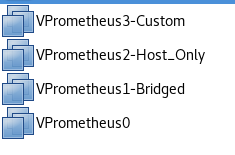 VPrometheus3-Custom
VPrometheus2-Host_Only
VPrometheus1-Bridged
VPrometheus0